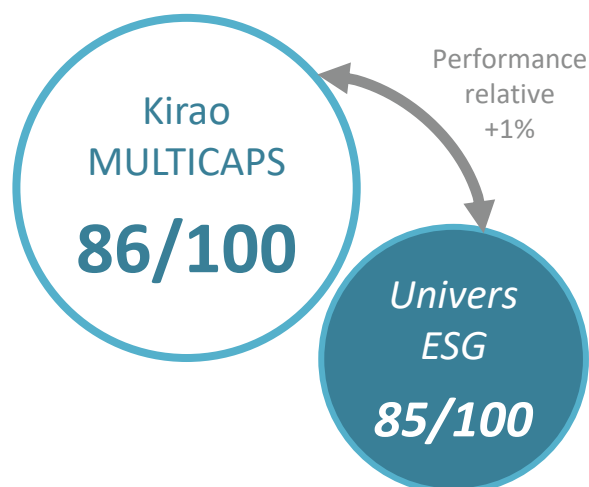 Kirao
MULTICAPS
86/100
Performance
relative
+1%
Univers
ESG
85/100